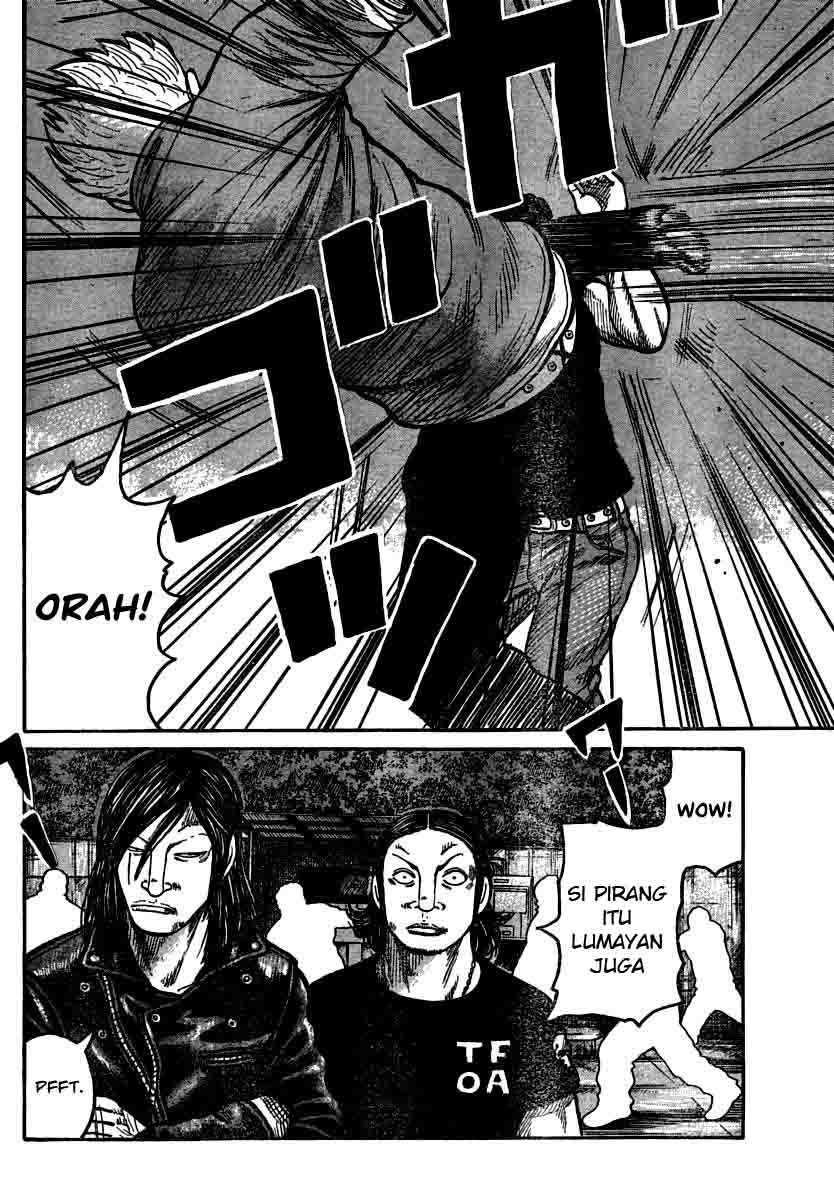 ガ
ゴ
ッ
ORAH!
WOW!
SI PIRANG
ITU
LUMAYAN
JUGA
TF
OA
PFFT.